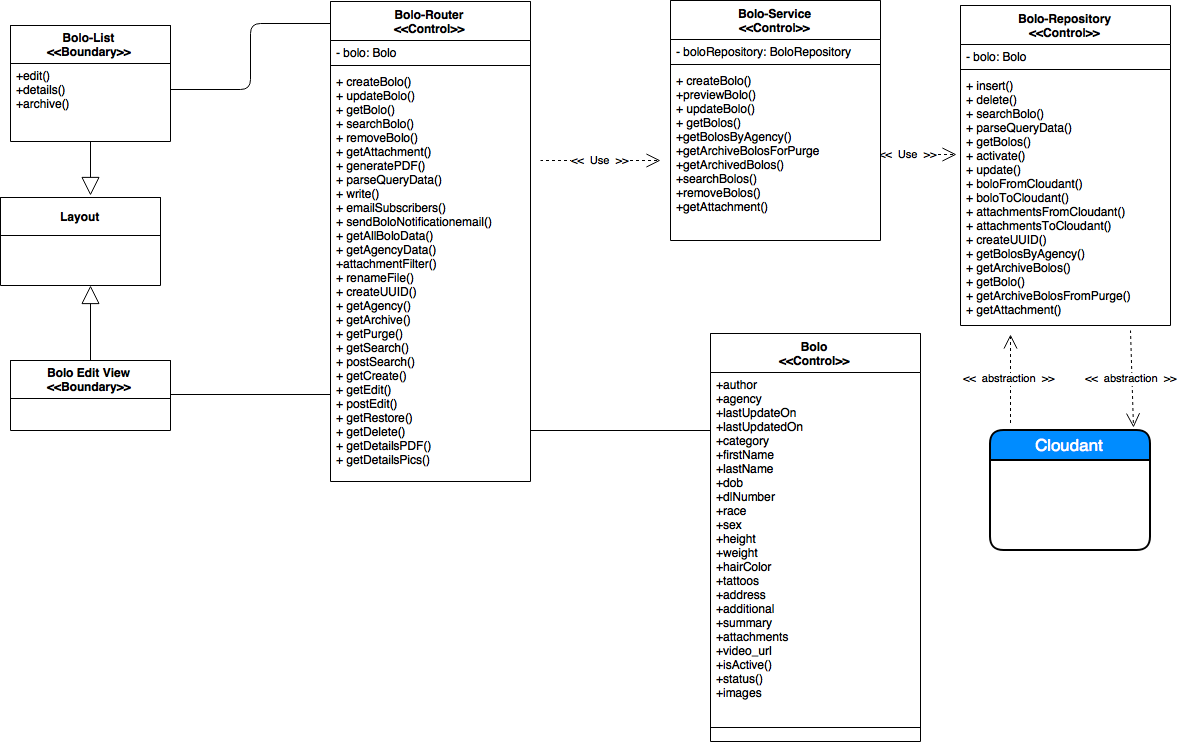 Bolo-List
<<Boundary>>
+edit()
+details()
+archive()
Layout
Bolo Edit View
<<Boundary>>
Bolo-Router
<<Control>>
- bolo: Bolo
+ createBolo()
+ updateBolo()
+ getBolo()
+ searchBolo()
+ removeBolo()
+ getAttachment()
+ generatePDF()
+ parseQueryData()
+ write()
+ emailSubscribers()
+ sendBoloNotificationemail()
+ getAllBoloData()
+ getAgencyData()
+attachmentFilter()
+ renameFile()
+ createUUID()
+ getAgency()
+ getArchive()
+ getPurge()
+ getSearch()
+ postSearch()
+ getCreate()
+ getEdit()
+ postEdit()
+ getRestore()
+ getDelete()
+ getDetailsPDF()
+ getDetailsPics()
<< Use >>
Bolo-Service
<<Control>>
- boloRepository: BoloRepository
+ createBolo()
+previewBolo()
+ updateBolo()
+ getBolos()
+getBolosByAgency()
+getArchiveBolosForPurge
+getArchivedBolos()
+searchBolos()
+removeBolos()
+getAttachment()
<< Use >>
Bolo-Repository
<<Control>>
- bolo: Bolo
+ insert()
+ delete()
+ searchBolo()
+ parseQueryData()
+ getBolos()
+ activate()
+ update()
+ boloFromCloudant()
+ boloToCloudant()
+ attachmentsFromCloudant()
+ attachmentsToCloudant()
+ createUUID()
+ getBolosByAgency()
+ getArchiveBolos()
+ getBolo()
+ getArchiveBolosFromPurge()
+ getAttachment()
<< abstraction >>
<< abstraction >>
Cloudant
Bolo
<<Control>>
+author
+agency
+lastUpdateOn
+lastUpdatedOn
+category
+firstName
+lastName
+dob
+dlNumber
+race
+sex
+height
+weight
+hairColor
+tattoos
+address
+additional
+summary
+attachments
+video_url
+isActive()
+status()
+images